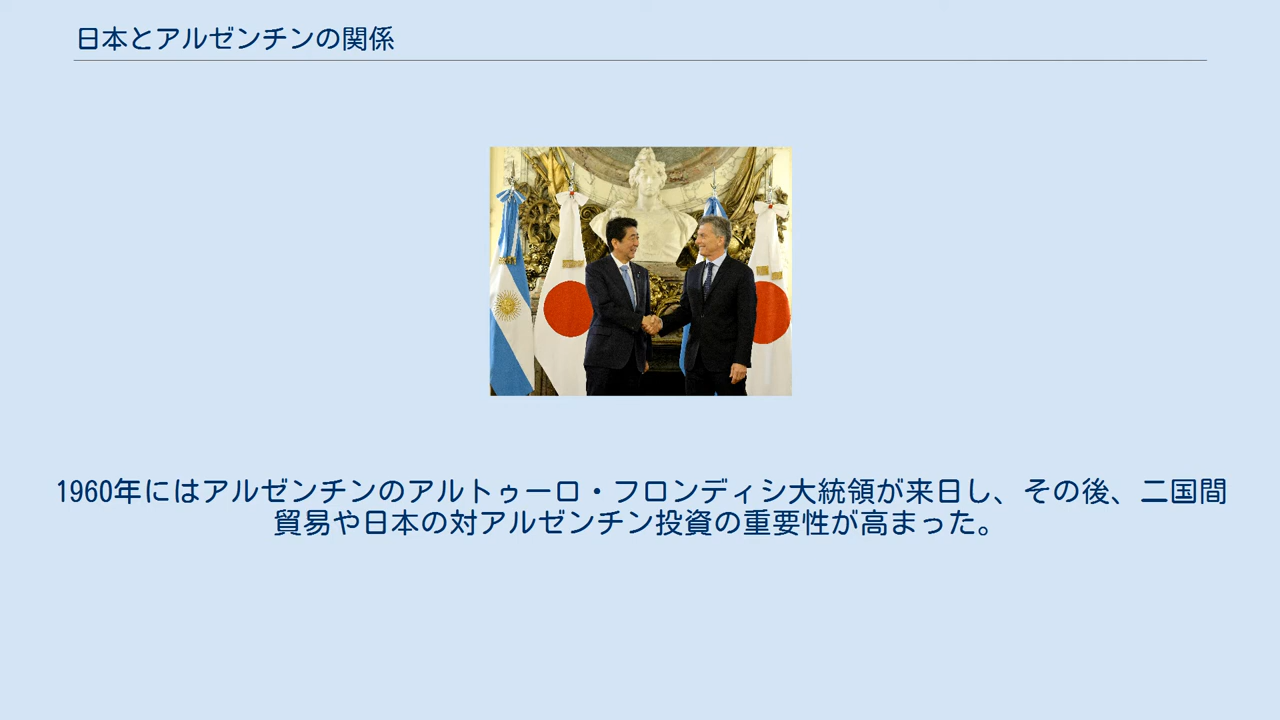 日本とアルゼンチンの関係
1960年にはアルゼンチンのアルトゥーロ・フロンディシ大統領が来日し、その後、二国間
貿易や日本の対アルゼンチン投資の重要性が高まった。